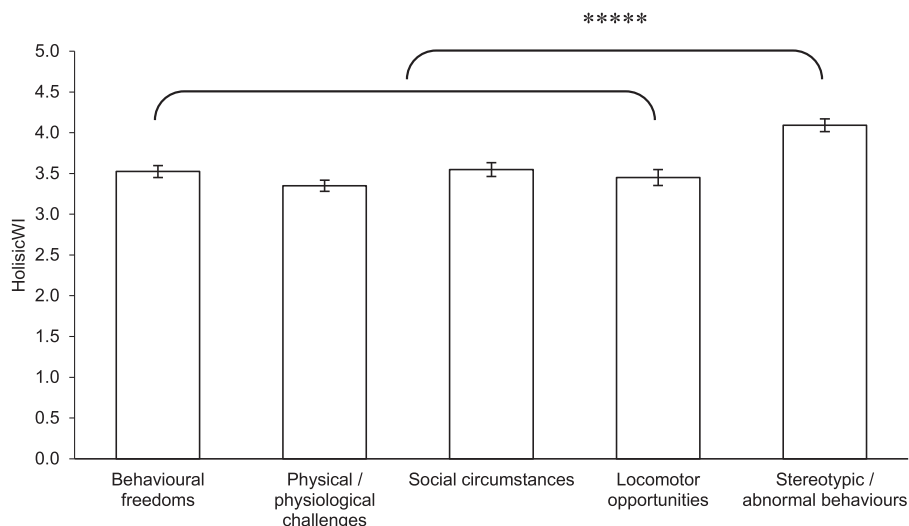 *****
5.0
4.5
4.0
3.5
3.0
2.5
2.0
1.5
1.0
0.5
0.0
HolisicWI
Behavioural
freedoms
Physical /
physiological
challenges
Social circumstances
Locomotor
opportunities
Stereotypic /
abnormal behaviours